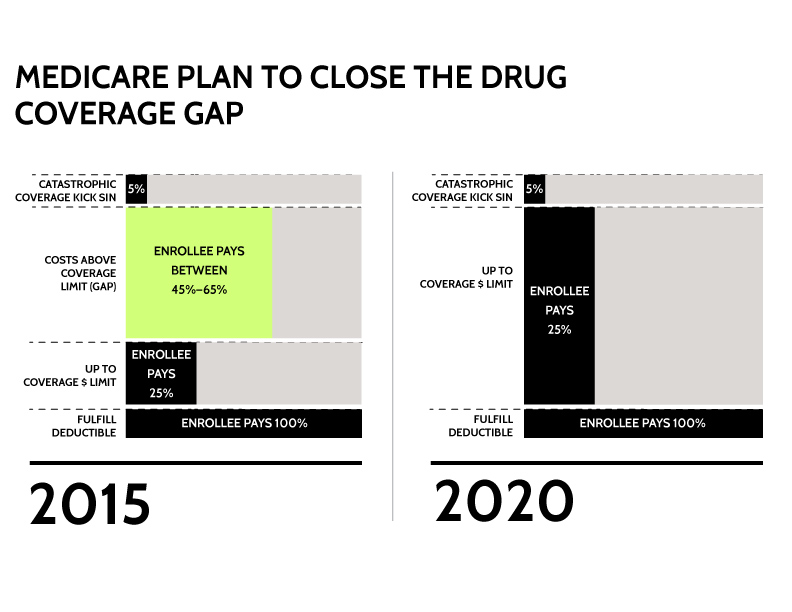 MEDICARE PLAN TO CLOSE THE DRUG
COVERAGE GAP
CATASTROPHIC
COVERAGE KICK SIN
5%
COSTS ABOVE
COVERAGE
LIMIT (GAP)
ENROLLEE PAYS
BETWEEN
45%–65%
UP TO
COVERAGE $ LIMIT
ENROLLEE
PAYS
25%
FULFILL
DEDUCTIBLE
ENROLLEE PAYS 100%
2015
CATASTROPHIC
COVERAGE KICK SIN
5%
UP TO
COVERAGE $ LIMIT
ENROLLEE
PAYS
25%
FULFILL
DEDUCTIBLE
ENROLLEE PAYS 100%
2020